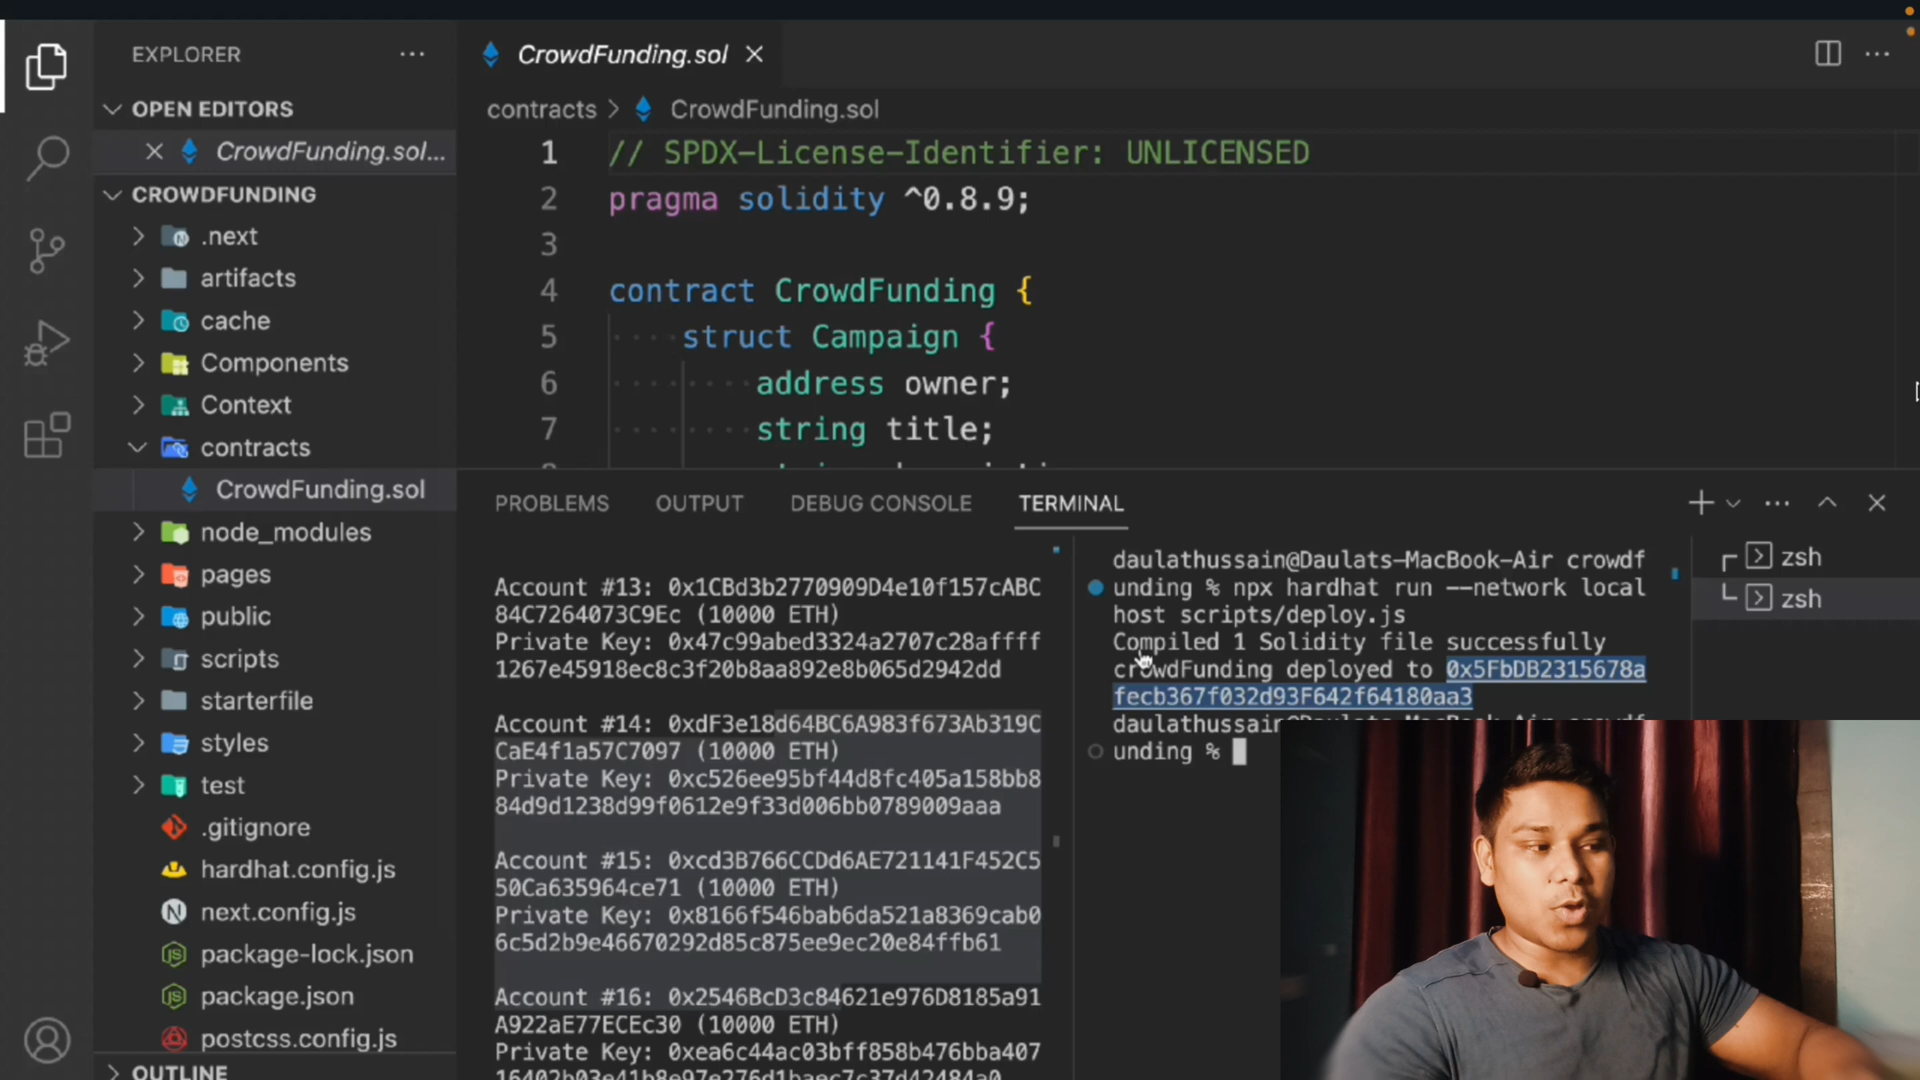 EXPLORER
OPEN EDITORS
CrowdFunding.sol...
CROWDFUNDING
.next
artifacts
cache
Components
Context
contracts
CrowdFunding.sol
node_modules
pages
public
scripts
starterfile
styles
test
.gitignore
hardhat.config.js
next.config.js
package-lock.json
package.json
postcss.config.js
OUTLINE
CrowdFunding.sol
contracts > CrowdFunding.sol
1 // SPDX-License-Identifier: UNLICENSED
2 pragma solidity ^0.8.9;
3
4 contract CrowdFunding {
5 struct Campaign {
6 address owner;
7 string title;
PROBLEMS OUTPUT DEBUG CONSOLE TERMINAL
Account #13: 0x1CBd3b2770909D4e10f157cABC
84C7264073C9Ec (10000 ETH)
Private Key: 0x47c99abed3324a2707c28affff
1267e45918ec8c3f20b8aa892e8b065d2942dd
Account #14: 0xdF3e18d64BC6A983f673Ab319C
CaE4f1a57C7097 (10000 ETH)
Private Key: 0xc526ee95bf44d8fc405a158bb8
84d9d1238d99f0612e9f33d006bb0789009aaa
Account #15: 0xcd3B766CCDd6AE721141F452C5
50Ca635964ce71 (10000 ETH)
Private Key: 0x8166f546bab6da521a8369cab0
6c5d2b9e46670292d85c875ee9ec20e84ffb61
Account #16: 0x2546BcD3c84621e976D8185a91
A922aE77ECEc30 (10000 ETH)
Private Key: 0xea6c44ac03bff858b476bba407
16402b03e41b8e97e276d1baec7c37d42484a0
daulathussain@Daulats-MacBook-Air crowdf
unding % npx hardhat run --network local
host scripts/deploy.js
Compiled 1 Solidity file successfully
crowdFunding deployed to 0x5FbDB2315678a
fecb367f032d93F642f64180aa3
daulathussain@Daulats-MacBook-Air crowdf
unding %
zsh
zsh